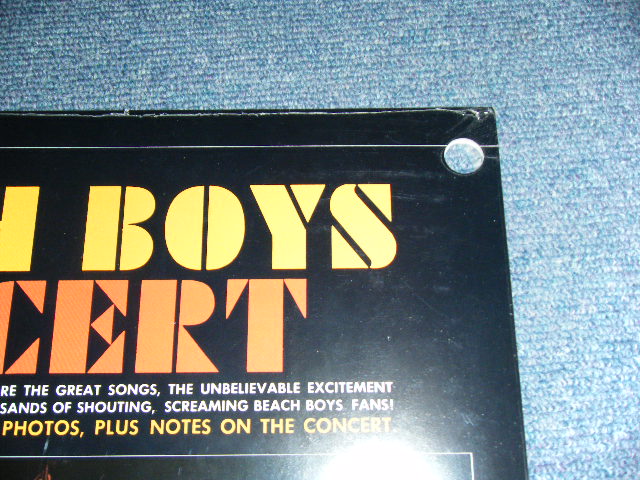 H BOYS
CERT
RE THE GREAT SONGS, THE UNBELIEVABLE EXCITEMENT
SANDS OF SHOUTING, SCREAMING BEACH BOYS FANS!
PHOTOS, PLUS NOTES ON THE CONCERT.